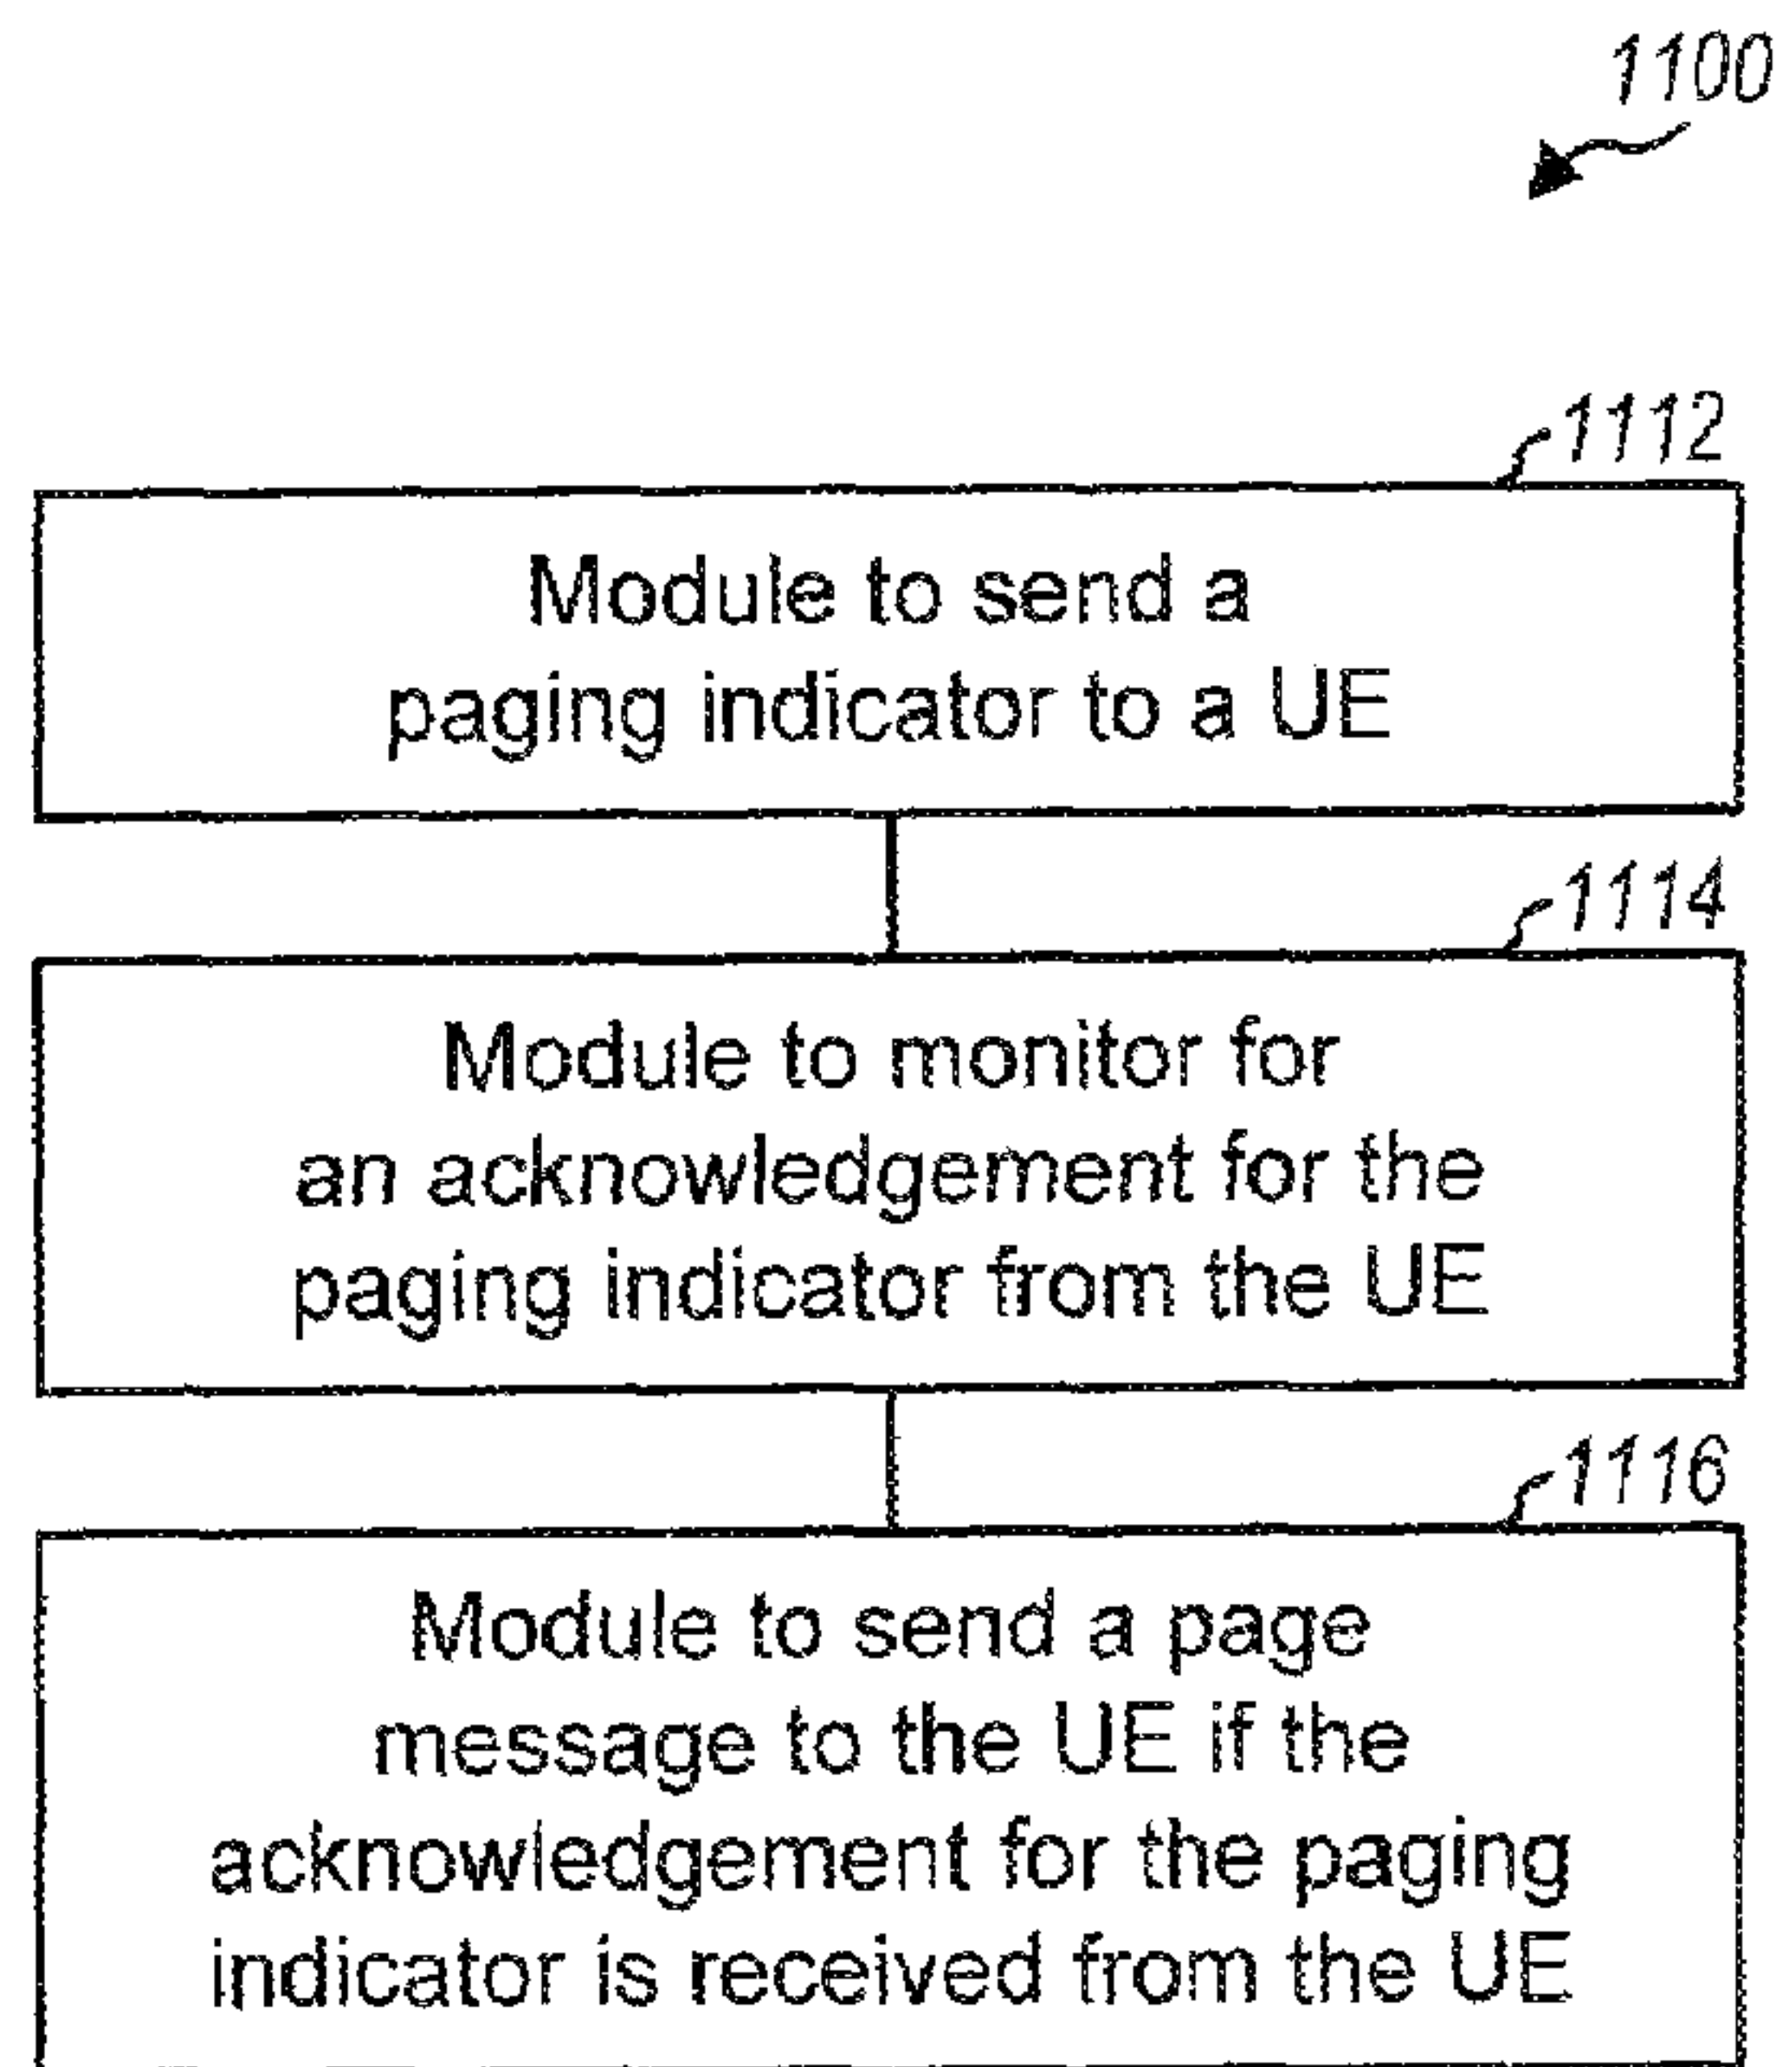 1100
1112
Module to send a
paging indicator to a UE
1114
Module to monitor for
an acknowledgement for the
paging indicator from the UE
1116
Module to send a page
message to the UE if the
acknowledgement for the paging
indicator is received from the UE